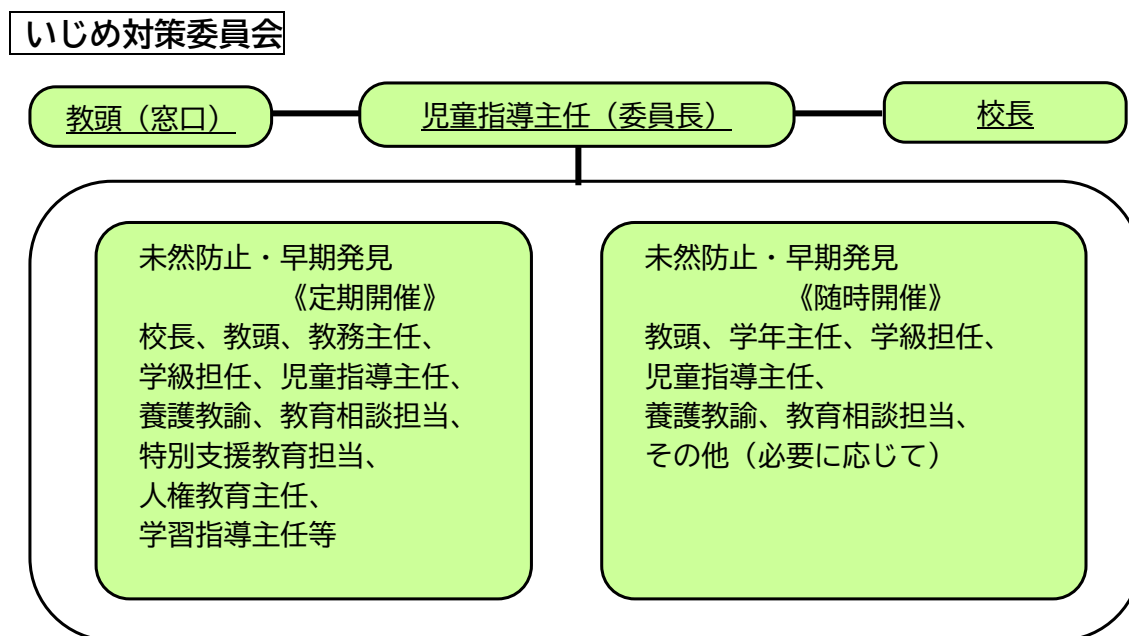 いじめ対策委員会
教頭(窓口)
児童指導主任(委員長)
校長
未然防止・早期発見
《定期開催》
校長、教頭、教務主任、
学級担任、児童指導主任、
養護教諭、教育相談担当、
特別支援教育担当、
人権教育主任、
学習指導主任等
未然防止・早期発見
《随時開催》
教頭、学年主任、学級担任、
児童指導主任、
養護教諭、教育相談担当、
その他(必要に応じて)